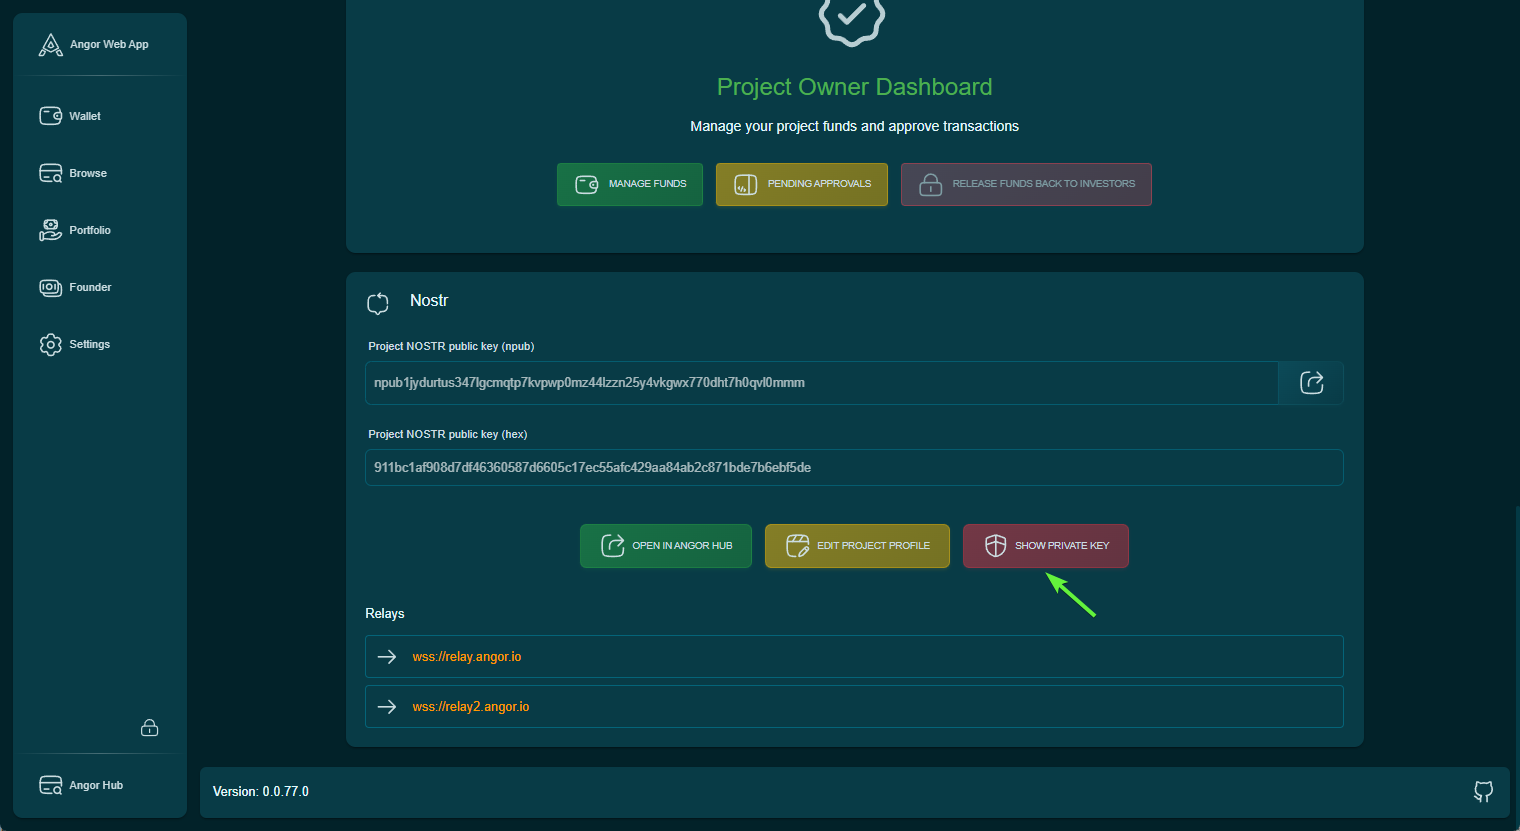 Angor Web App
Wallet
Browse
Portfolio
Founder
Settings
Angor Hub
Project Owner Dashboard
Manage your project funds and approve transactions
MANAGE FUNDS
PENDING APPROVALS
RELEASE FUNDS BACK TO INVESTORS
Nostr
Project NOSTR public key (npub)
npub1jydurtus347lgcmqtp7kvpwp0mz44lzzn25y4vkgwx770dht7h0qvl0mmm
Project NOSTR public key (hex)
911bc1af908d7df46360587d6605c17ec55afc429aa84ab2c871bde7b6ebf5de
OPEN IN ANGOR HUB
EDIT PROJECT PROFILE
SHOW PRIVATE KEY
Relays
wss://relay.angor.io
wss://relay2.angor.io
Version: 0.0.77.0